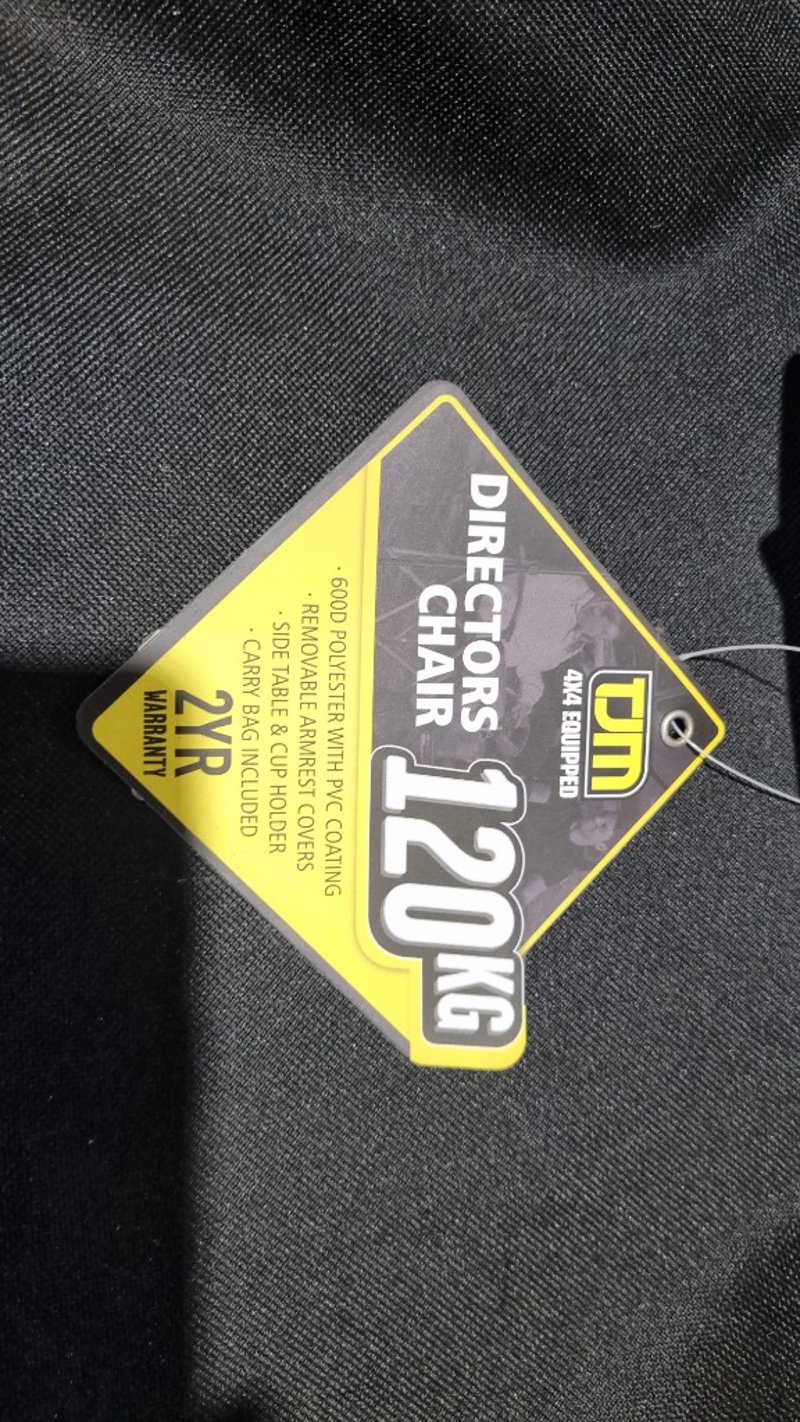 TJM
4X4 EQUIPPED
DIRECTORS
CHAIR
120KG
· 600D POLYESTER WITH PVC COATING
· REMOVABLE ARMREST COVERS
· SIDE TABLE & CUP HOLDER
· CARRY BAG INCLUDED
2YR
WARRANTY